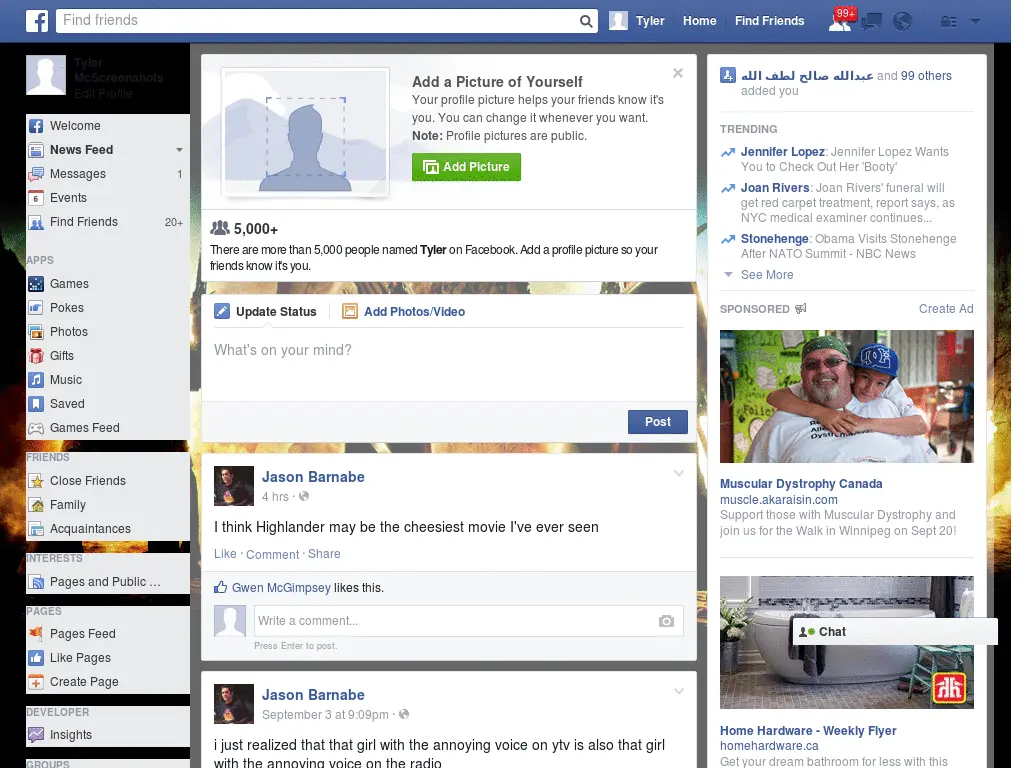 Find friends
Tyler
Home
Find Friends
99+
Tyler
McScreenshots
Edit Profile
Welcome
News Feed
Messages 1
Events
Find Friends 20+
APPS
Games
Pokes
Photos
Gifts
Music
Saved
Games Feed
FRIENDS
Close Friends
Family
Acquaintances
INTERESTS
Pages and Public ...
PAGES
Pages Feed
Like Pages
Create Page
DEVELOPER
Insights
GROUPS
Add a Picture of Yourself
Your profile picture helps your friends know it's
you. You can change it whenever you want.
Note: Profile pictures are public.
Add Picture
5,000+
There are more than 5,000 people named Tyler on Facebook. Add a profile picture so your
friends know it's you.
Update Status
Add Photos/Video
What's on your mind?
Post
Jason Barnabe
4 hrs ·
I think Highlander may be the cheesiest movie I've ever seen
Like · Comment · Share
Gwen McGimpsey likes this.
Write a comment...
Press Enter to post.
Jason Barnabe
September 3 at 9:09pm ·
i just realized that that girl with the annoying voice on ytv is also that girl
with the annoying voice on the radio
عبدالله صالح لطف الله and 99 others
added you
TRENDING
Jennifer Lopez: Jennifer Lopez Wants
You to Check Out Her 'Booty'
Joan Rivers: Joan Rivers' funeral will
get red carpet treatment, report says, as
NYC medical examiner continues...
Stonehenge: Obama Visits Stonehenge
After NATO Summit - NBC News
See More
SPONSORED
Create Ad
Muscular Dystrophy Canada
muscle.akaraisin.com
Support those with Muscular Dystrophy and
join us for the Walk in Winnipeg on Sept 20!
Chat
Home Hardware - Weekly Flyer
homehardware.ca
Get your dream bathroom for less with this